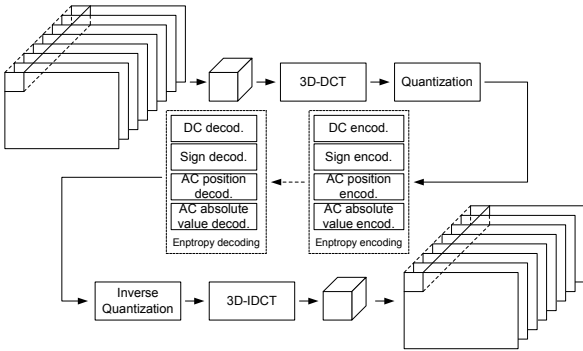 3D-DCT
Quantization
DC decod.
Sign decod.
AC position
decod.
AC absolute
value decod.
Enptropy decoding
DC encod.
Sign encod.
AC position
encod.
AC absolute
value encod.
Enptropy encoding
Inverse
Quantization
3D-IDCT